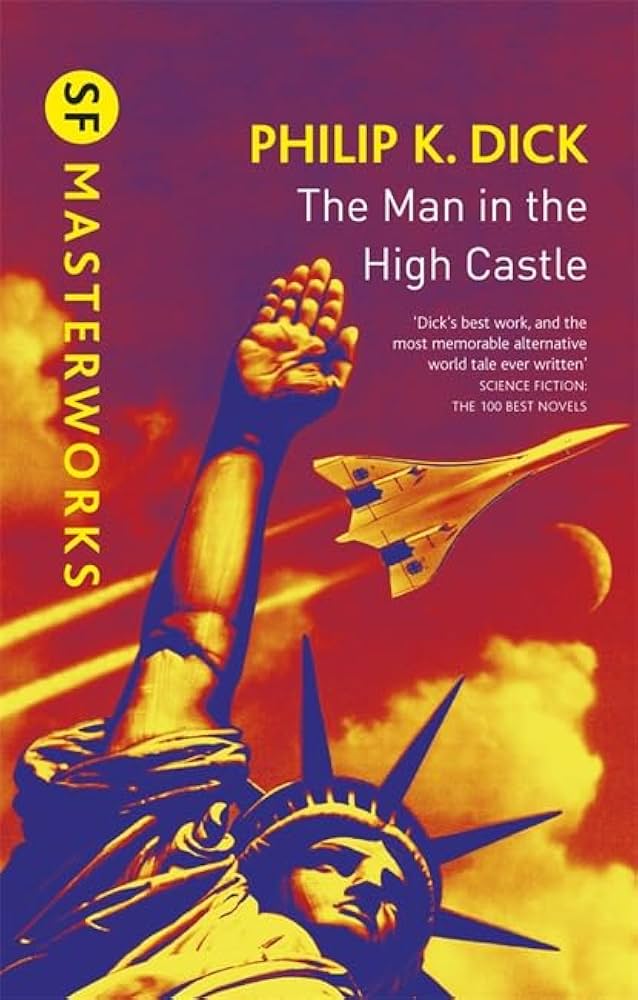 SF MASTERWORKS
PHILIP K. DICK
The Man in the
High Castle
‘Dick's best work, and the
most memorable alternative
world tale ever written’
SCIENCE FICTION:
THE 100 BEST NOVELS